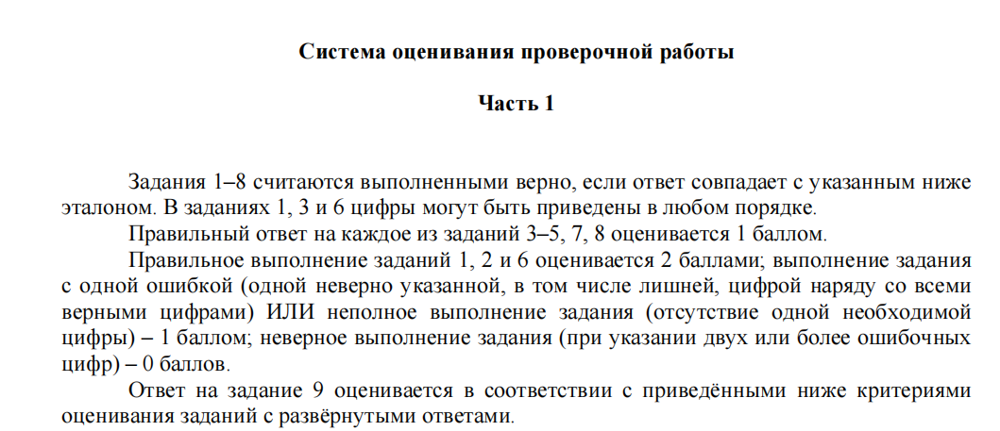 Система оценивания проверочной работы
Часть 1
Задания 1–8 считаются выполненными верно, если ответ совпадает с указанным ниже
эталоном. В заданиях 1, 3 и 6 цифры могут быть приведены в любом порядке.
Правильный ответ на каждое из заданий 3–5, 7, 8 оценивается 1 баллом.
Правильное выполнение заданий 1, 2 и 6 оценивается 2 баллами; выполнение задания
с одной ошибкой (одной неверно указанной, в том числе лишней, цифрой наряду со всеми
верными цифрами) ИЛИ неполное выполнение задания (отсутствие одной необходимой
цифры) – 1 баллом; неверное выполнение задания (при указании двух или более ошибочных
цифр) – 0 баллов.
Ответ на задание 9 оценивается в соответствии с приведёнными ниже критериями
оценивания заданий с развёрнутыми ответами.